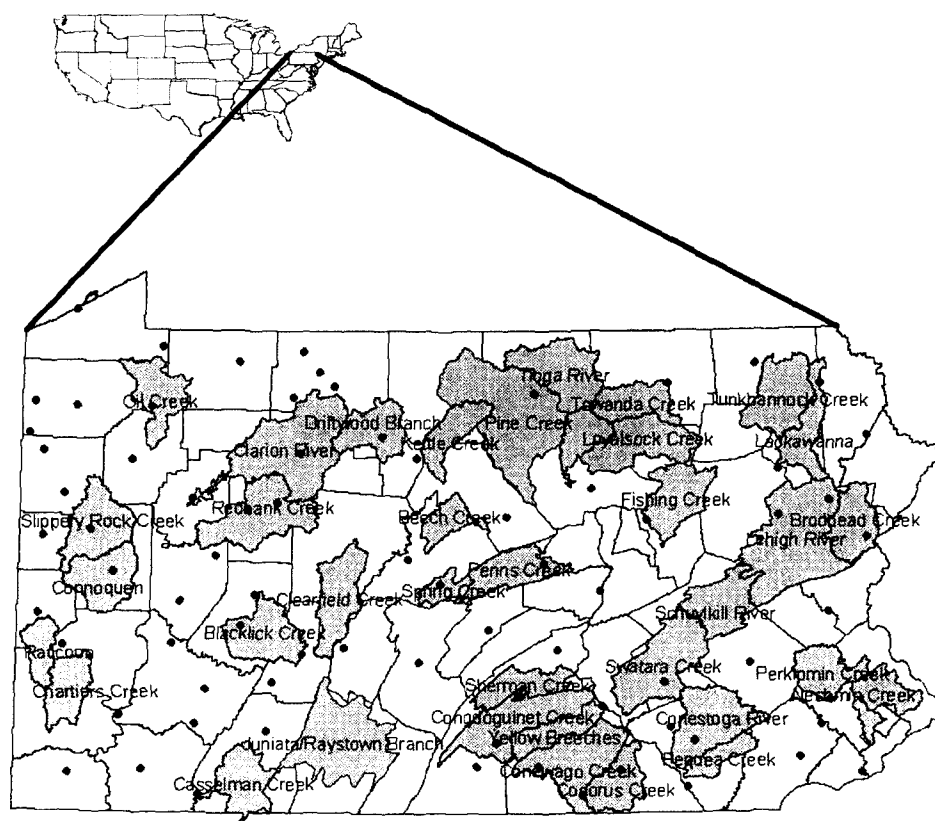 Tioga River
Oil Creek
Towanda Creek
Tunkhannock Creek
Driftwood Branch
Pine Creek
Kettle Creek
Loyalsock Creek
Lackawanna
Clarion River
Fishing Creek
Redbank Creek
Slippery Rock Creek
Beech Creek
Brodhead Creek
Lehigh River
Connoquen
Penns Creek
Spring Creek
Clearfield Creek
Schuylkill River
Blacklick Creek
Raccoon
Swatara Creek
Perkiomin Creek
Sherman Creek
Chartiers Creek
Neshmin Creek
Congdoguinet Creek
Conestoga River
Yellow Breeches
Juniata/Raystown Branch
Pequea Creek
Conewago Creek
Casselman Creek
Codorus Creek